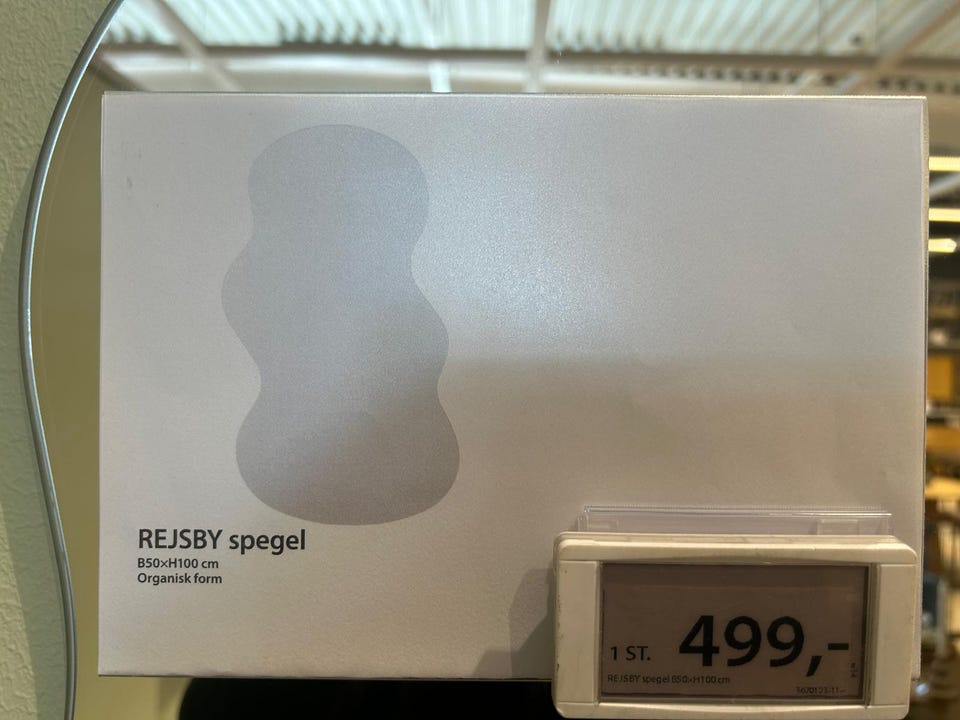 REJSBY spegel
B50×H100 cm
Organisk form
1 ST. 499,-
REJSBY spegel B50×H100 cm